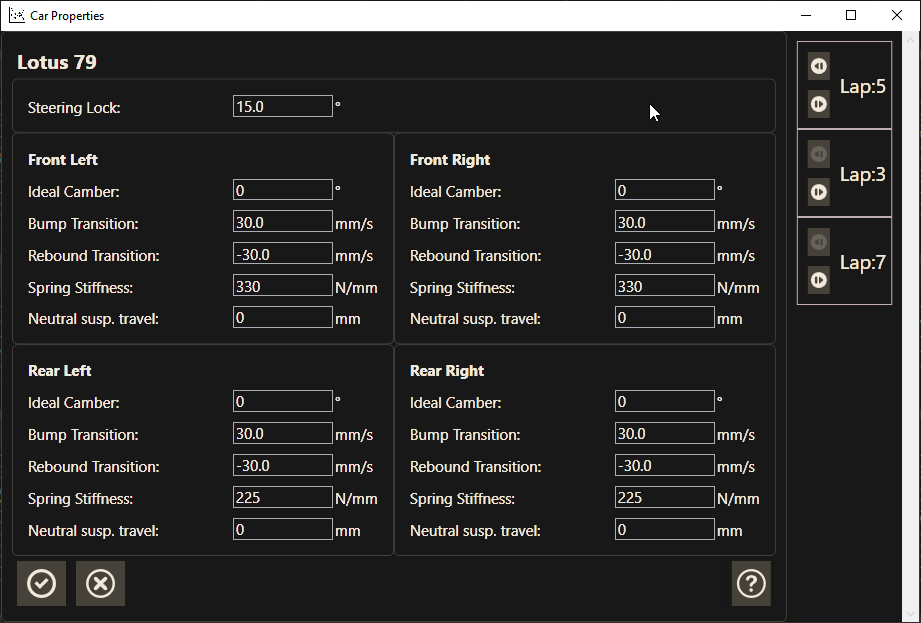 Car Properties
Lotus 79
Steering Lock: 15.0 °
Front Left
Ideal Camber: 0 °
Bump Transition: 30.0 mm/s
Rebound Transition: -30.0 mm/s
Spring Stiffness: 330 N/mm
Neutral susp. travel: 0 mm
Front Right
Ideal Camber: 0 °
Bump Transition: 30.0 mm/s
Rebound Transition: -30.0 mm/s
Spring Stiffness: 330 N/mm
Neutral susp. travel: 0 mm
Rear Left
Ideal Camber: 0 °
Bump Transition: 30.0 mm/s
Rebound Transition: -30.0 mm/s
Spring Stiffness: 225 N/mm
Neutral susp. travel: 0 mm
Rear Right
Ideal Camber: 0 °
Bump Transition: 30.0 mm/s
Rebound Transition: -30.0 mm/s
Spring Stiffness: 225 N/mm
Neutral susp. travel: 0 mm
?
Lap:5
Lap:3
Lap:7